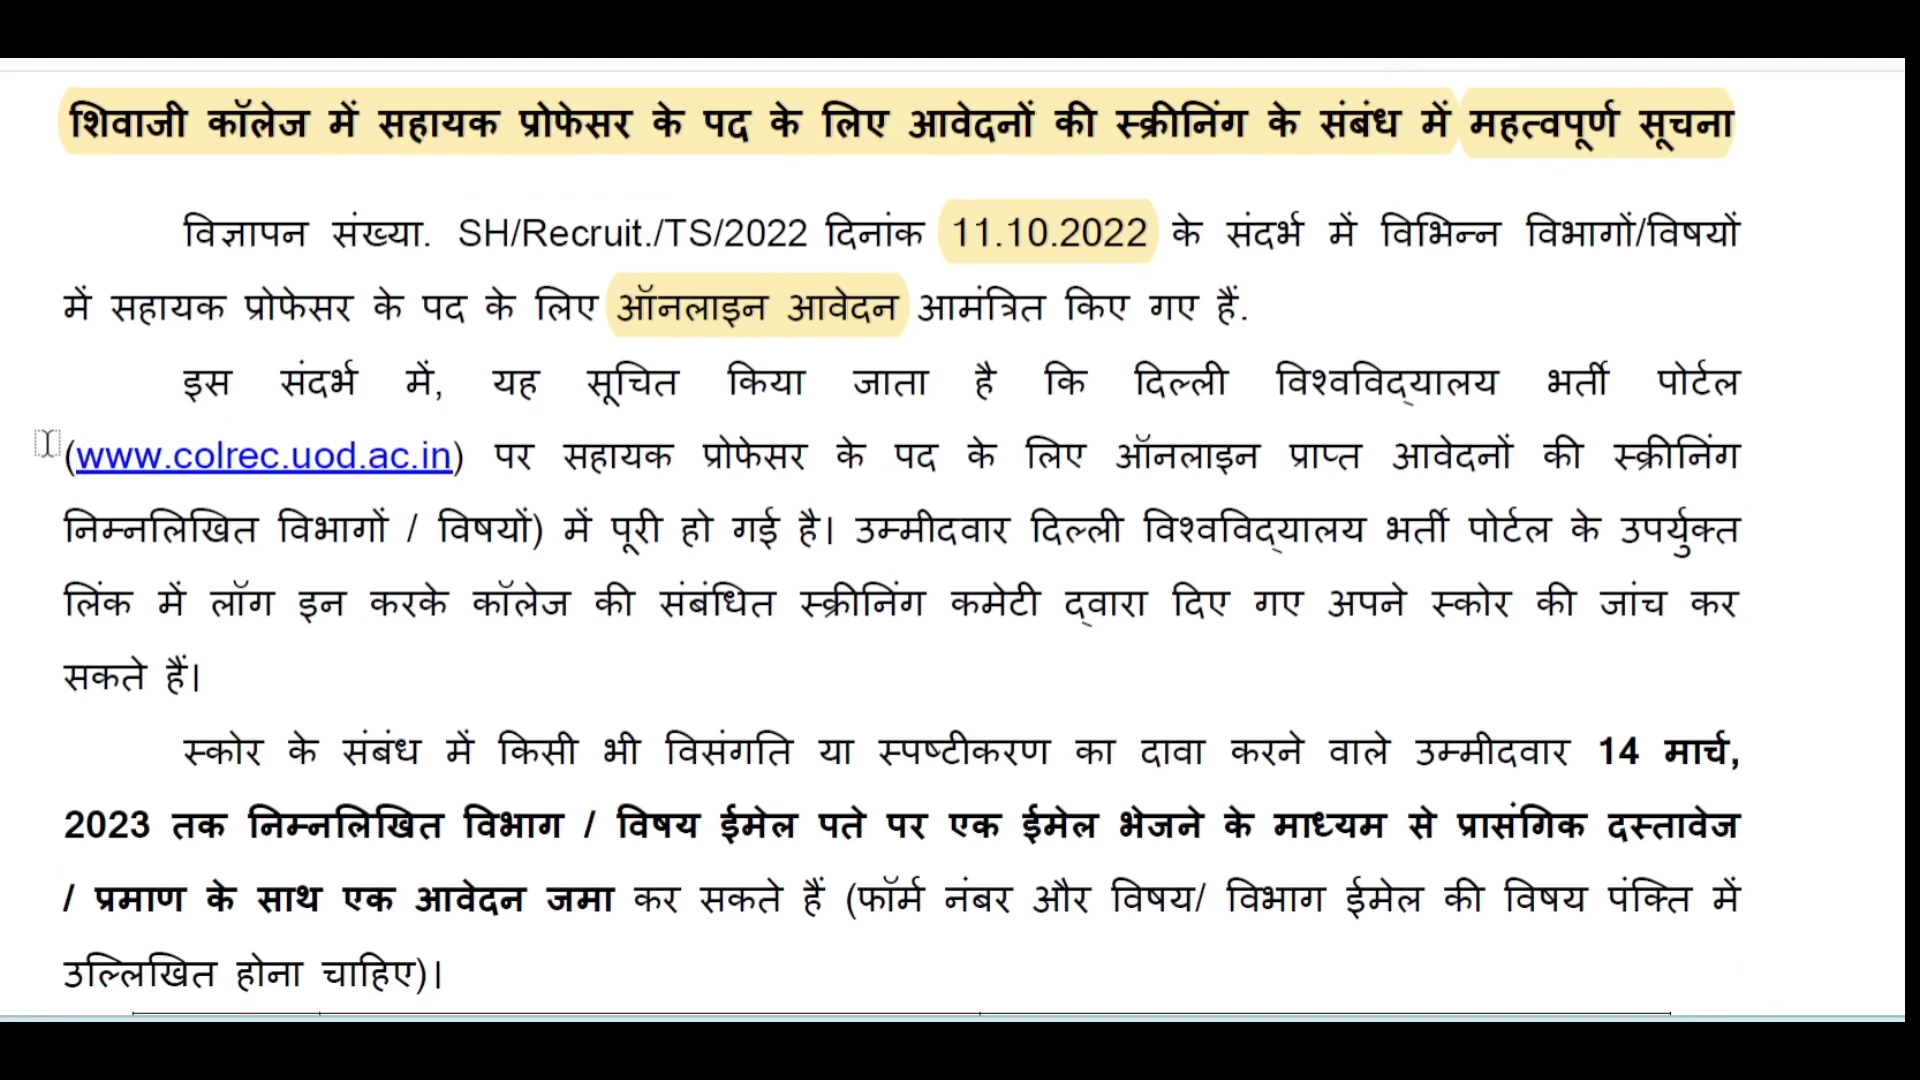 शिवाजी कॉलेज में सहायक प्रोफेसर के पद के लिए आवेदनों की स्क्रीनिंग के संबंध में महत्वपूर्ण सूचना
विज्ञापन संख्या. SH/Recruit./TS/2022 दिनांक 11.10.2022 के संदर्भ में विभिन्न विभागों/विषयों
में सहायक प्रोफेसर के पद के लिए ऑनलाइन आवेदन आमंत्रित किए गए हैं.
इस संदर्भ में, यह सूचित किया जाता है कि दिल्ली विश्वविद्यालय भर्ती पोर्टल
(www.colrec.uod.ac.in) पर सहायक प्रोफेसर के पद के लिए ऑनलाइन प्राप्त आवेदनों की स्क्रीनिंग
निम्नलिखित विभागों / विषयों) में पूरी हो गई है। उम्मीदवार दिल्ली विश्वविद्यालय भर्ती पोर्टल के उपर्युक्त
लिंक में लॉग इन करके कॉलेज की संबंधित स्क्रीनिंग कमेटी द्वारा दिए गए अपने स्कोर की जांच कर
सकते हैं।
स्कोर के संबंध में किसी भी विसंगति या स्पष्टीकरण का दावा करने वाले उम्मीदवार 14 मार्च,
2023 तक निम्नलिखित विभाग / विषय ईमेल पते पर एक ईमेल भेजने के माध्यम से प्रासंगिक दस्तावेज
/ प्रमाण के साथ एक आवेदन जमा कर सकते हैं (फॉर्म नंबर और विषय/ विभाग ईमेल की विषय पंक्ति में
उल्लिखित होना चाहिए)।